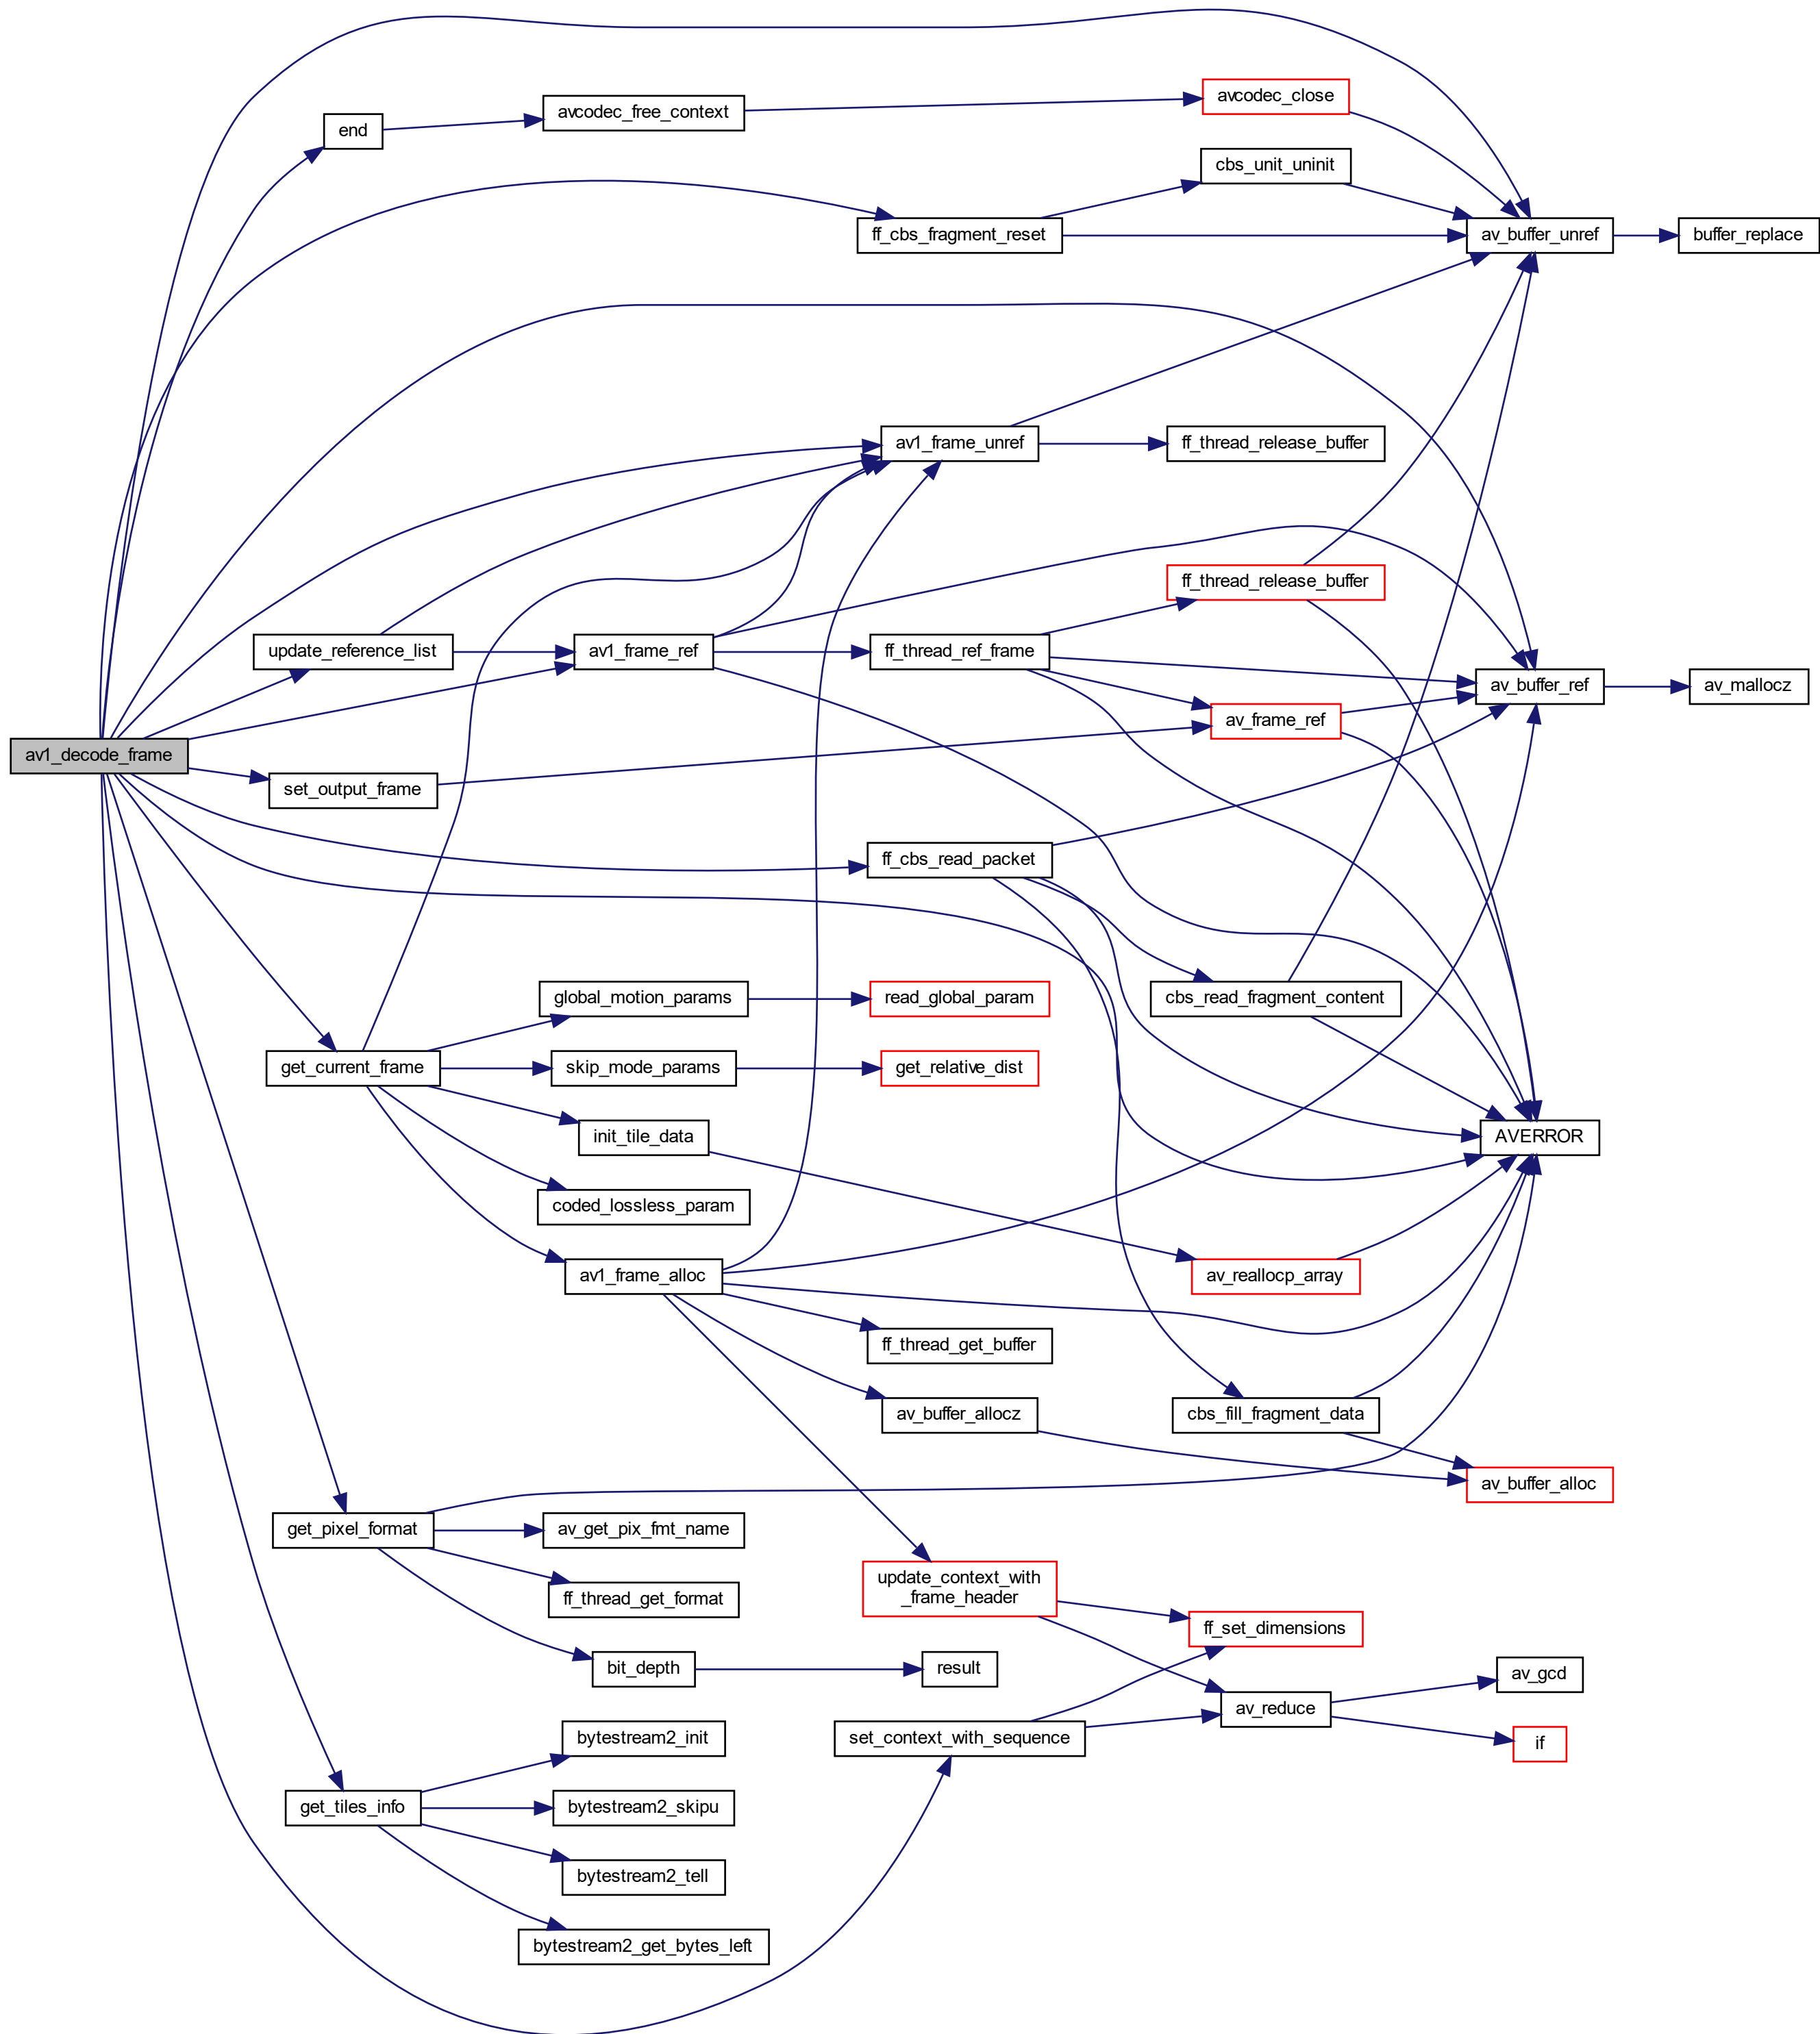 avcodec_close
avcodec_free_context
end
cbs_unit_uninit
ff_cbs_fragment_reset
av_buffer_unref
buffer_replace
av1_frame_unref
ff_thread_release_buffer
ff_thread_release_buffer
update_reference_list
av1_frame_ref
ff_thread_ref_frame
av_buffer_ref
av_mallocz
av_frame_ref
av1_decode_frame
set_output_frame
ff_cbs_read_packet
cbs_read_fragment_content
global_motion_params
read_global_param
get_current_frame
skip_mode_params
get_relative_dist
init_tile_data
AVERROR
coded_lossless_param
av1_frame_alloc
av_reallocp_array
ff_thread_get_buffer
av_buffer_allocz
cbs_fill_fragment_data
av_buffer_alloc
get_pixel_format
av_get_pix_fmt_name
ff_thread_get_format
update_context_with
_frame_header
ff_set_dimensions
bit_depth
result
av_gcd
av_reduce
set_context_with_sequence
if
bytestream2_init
get_tiles_info
bytestream2_skipu
bytestream2_tell
bytestream2_get_bytes_left